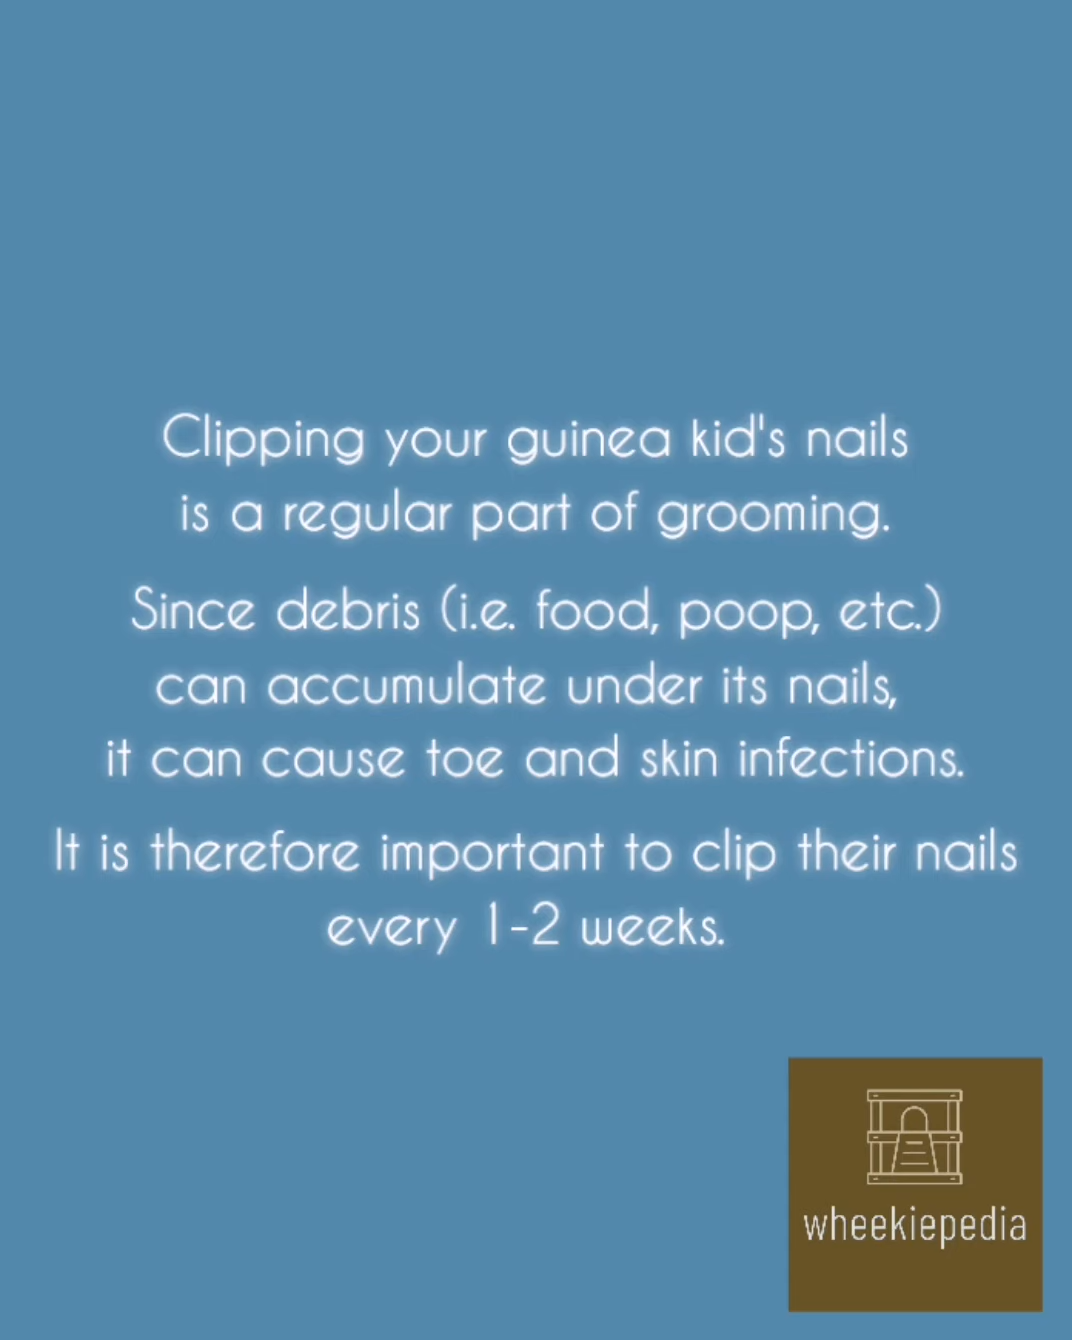 Clipping your guinea kid's nails
is a regular part of grooming.
Since debris (i.e. food, poop, etc.)
can accumulate under its nails,
it can cause toe and skin infections.
It is therefore important to clip their nails
every 1-2 weeks.
wheekiepedia